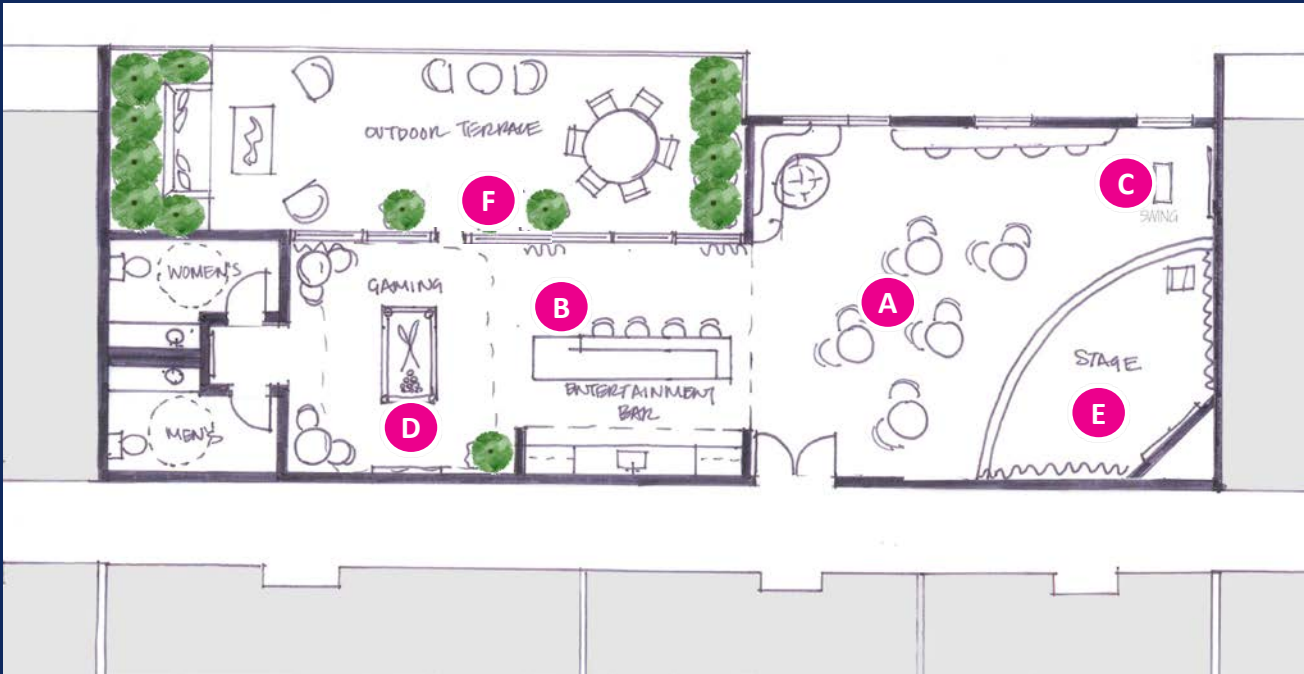 OUTDOOR TERRACE
F
C
SWING
WOMEN'S
GAMING
B
A
STAGE
ENTERTAINMENT
BAR
D
E
MEN'S